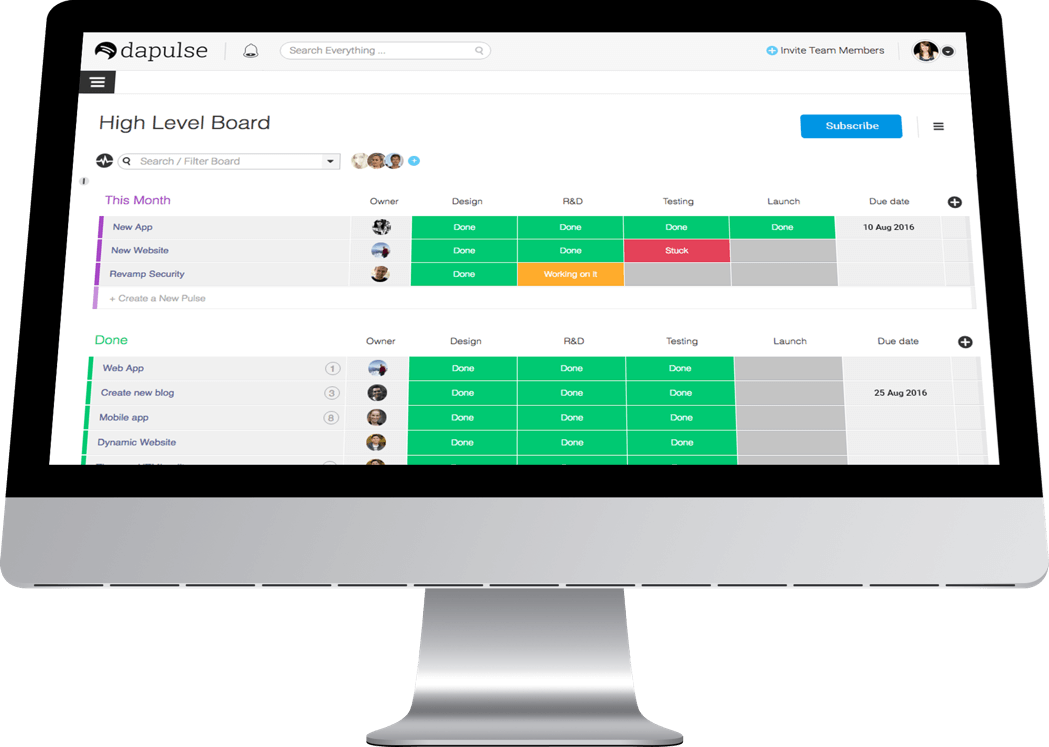 dapulse
Search Everything ...
Invite Team Members
High Level Board
Subscribe
Search / Filter Board
This Month Owner Design R&D Testing Launch Due date
New App Done Done Done Done 10 Aug 2016
New Website Done Done Stuck
Revamp Security Done Working on it
+ Create a New Pulse
Done Owner Design R&D Testing Launch Due date
Web App 1 Done Done Done
Create new blog 3 Done Done Done 25 Aug 2016
Mobile app 8 Done Done Done
Dynamic Website Done Done Done